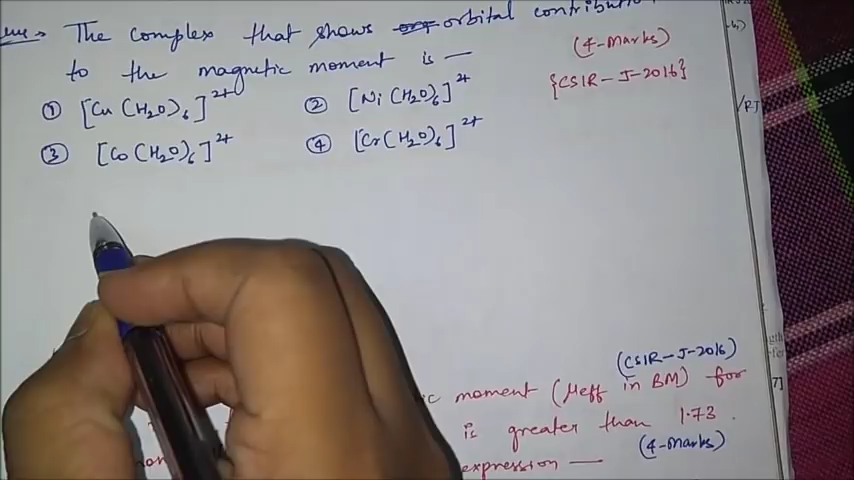 The complex that shows orbital
to the magnetic moment is —
(4-Marks)
{CSIR-J-2016}
① [Cu(H₂O)₆]²⁺ ② [Ni(H₂O)₆]²⁺
③ [Co(H₂O)₆]²⁺ ④ [Cr(H₂O)₆]²⁺
(CSIR-J-2016)
moment (μeff in BM) for
is greater than 1.73.
(4-Marks)
expression —